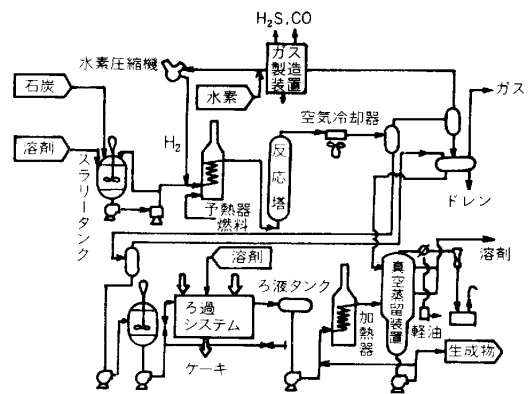 H₂S,CO
ガス
製造
装置
水素圧縮機
水素
ガス
石炭
溶剤
スラリータンク
H₂
予熱器
燃料
反応塔
空気冷却器
ドレン
溶剤
ろ過
システム
ろ液タンク
ケーキ
加熱器
真空蒸留装置
溶剤
軽油
生成物